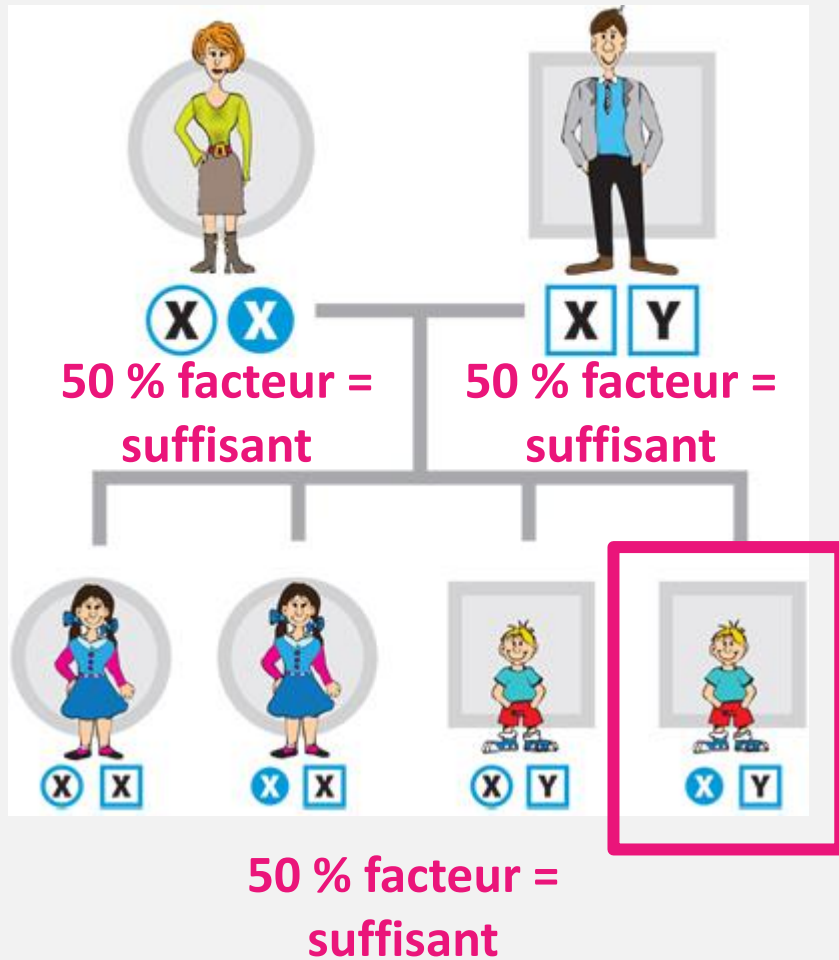 X X X Y
50 % facteur =
suffisant
50 % facteur =
suffisant
X X X X X Y X Y
50 % facteur =
suffisant